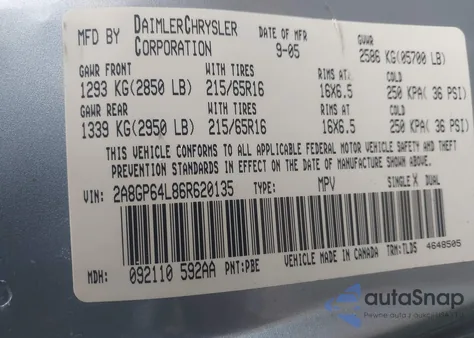 MFD BY DAIMLERCHRYSLER CORPORATION DATE OF MFR 9-05 GVWR 2586 KG(05700 LB)
GAWR FRONT WITH TIRES RIMS AT COLD
1293 KG(2850 LB) 215/65R16 16X6.5 250 KPA( 36 PSI)
GAWR REAR WITH TIRES RIMS AT COLD
1339 KG(2950 LB) 215/65R16 16X6.5 250 KPA( 36 PSI)
THIS VEHICLE CONFORMS TO ALL APPLICABLE FEDERAL MOTOR VEHICLE SAFETY AND THEFT
PREVENTION STANDARDS IN EFFECT ON THE DATE OF MANUFACTURE SHOWN ABOVE.
VIN: 2A8GP64L86R620135 TYPE: MPV SINGLE X DUAL
MDH: 092110 592AA PNT:PBE VEHICLE MADE IN CANADA TRM:TLD5 4648505
autoSnap
Pewne auta z